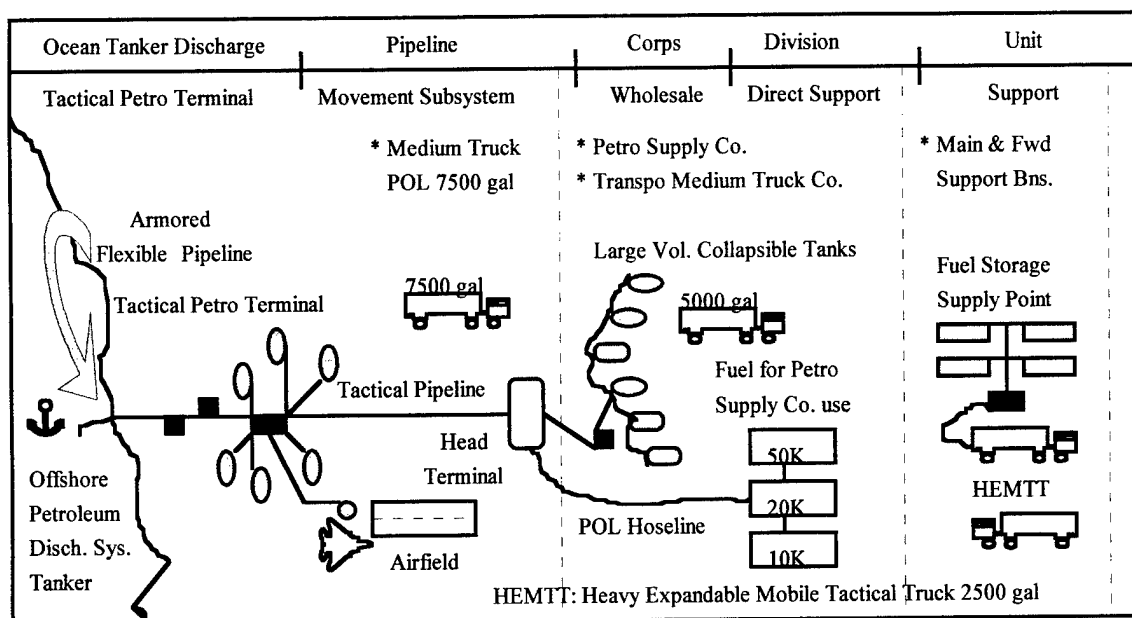 Ocean Tanker Discharge
Pipeline
Corps
Division
Unit
Tactical Petro Terminal
Movement Subsystem
Wholesale
Direct Support
Support
* Medium Truck
POL 7500 gal
* Petro Supply Co.
* Transpo Medium Truck Co.
* Main & Fwd
Support Bns.
Armored
Flexible Pipeline
Tactical Petro Terminal
7500 gal
Large Vol. Collapsible Tanks
5000 gal
Fuel Storage
Supply Point
Tactical Pipeline
Fuel for Petro
Supply Co. use
Head
Terminal
50K
20K
10K
Offshore
Petroleum
Disch. Sys.
Tanker
Airfield
POL Hoseline
HEMTT
HEMTT: Heavy Expandable Mobile Tactical Truck 2500 gal